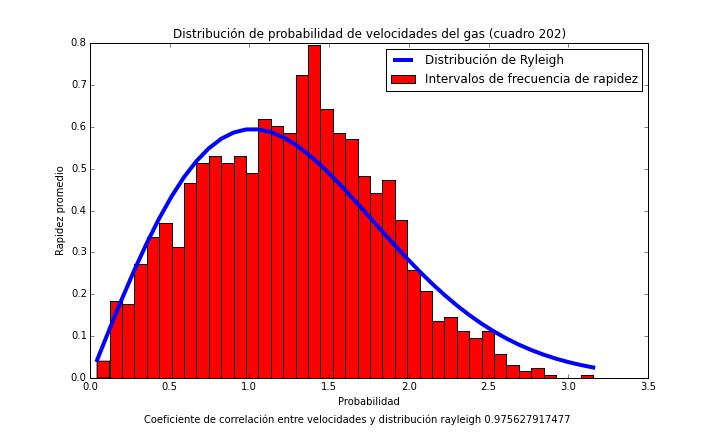 Distribución de probabilidad de velocidades del gas (cuadro 202)
Distribución de Ryleigh
Intervalos de frecuencia de rapidez
Rapidez promedio
0.8
0.7
0.6
0.5
0.4
0.3
0.2
0.1
0.0
0.0 0.5 1.0 1.5 2.0 2.5 3.0 3.5
Probabilidad
Coeficiente de correlación entre velocidades y distribución rayleigh 0.975627917477